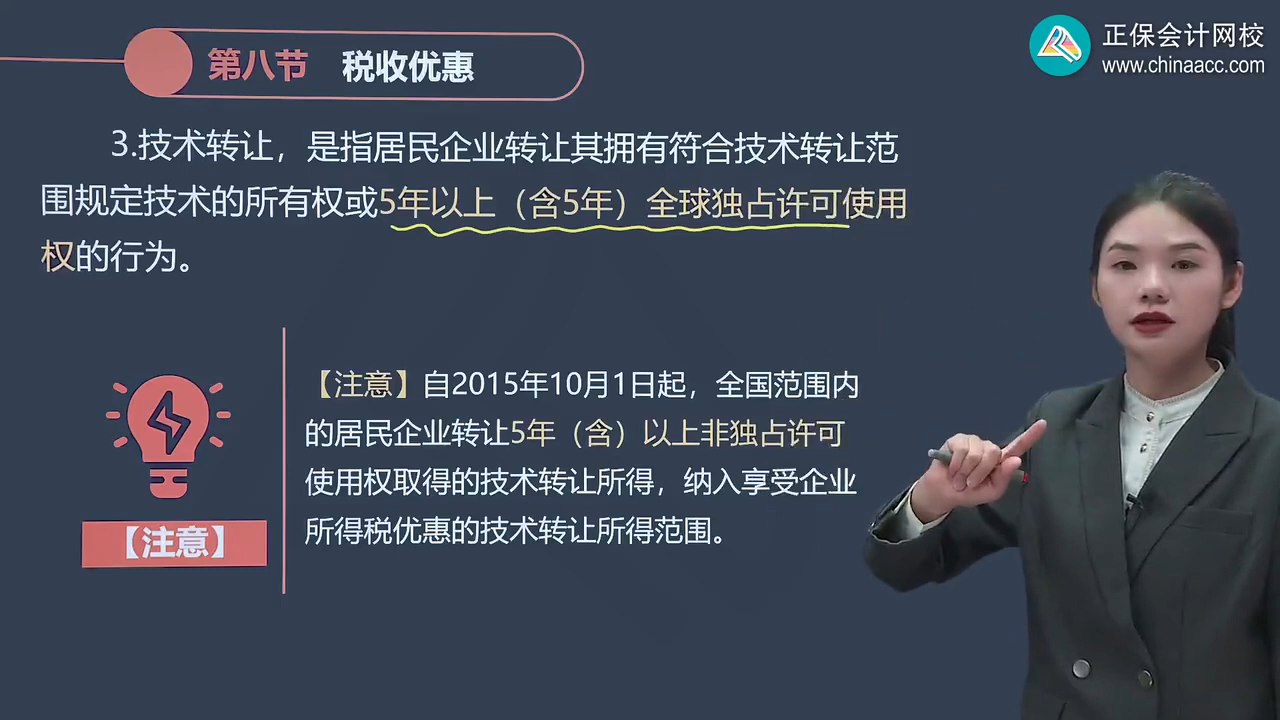 第八节 税收优惠
正保会计网校
www.chinaacc.com
3.技术转让，是指居民企业转让其拥有符合技术转让范
围规定技术的所有权或5年以上（含5年）全球独占许可使用
权的行为。
【注意】自2015年10月1日起，全国范围内
的居民企业转让5年（含）以上非独占许可
使用权取得的技术转让所得，纳入享受企业
所得税优惠的技术转让所得范围。
【注意】